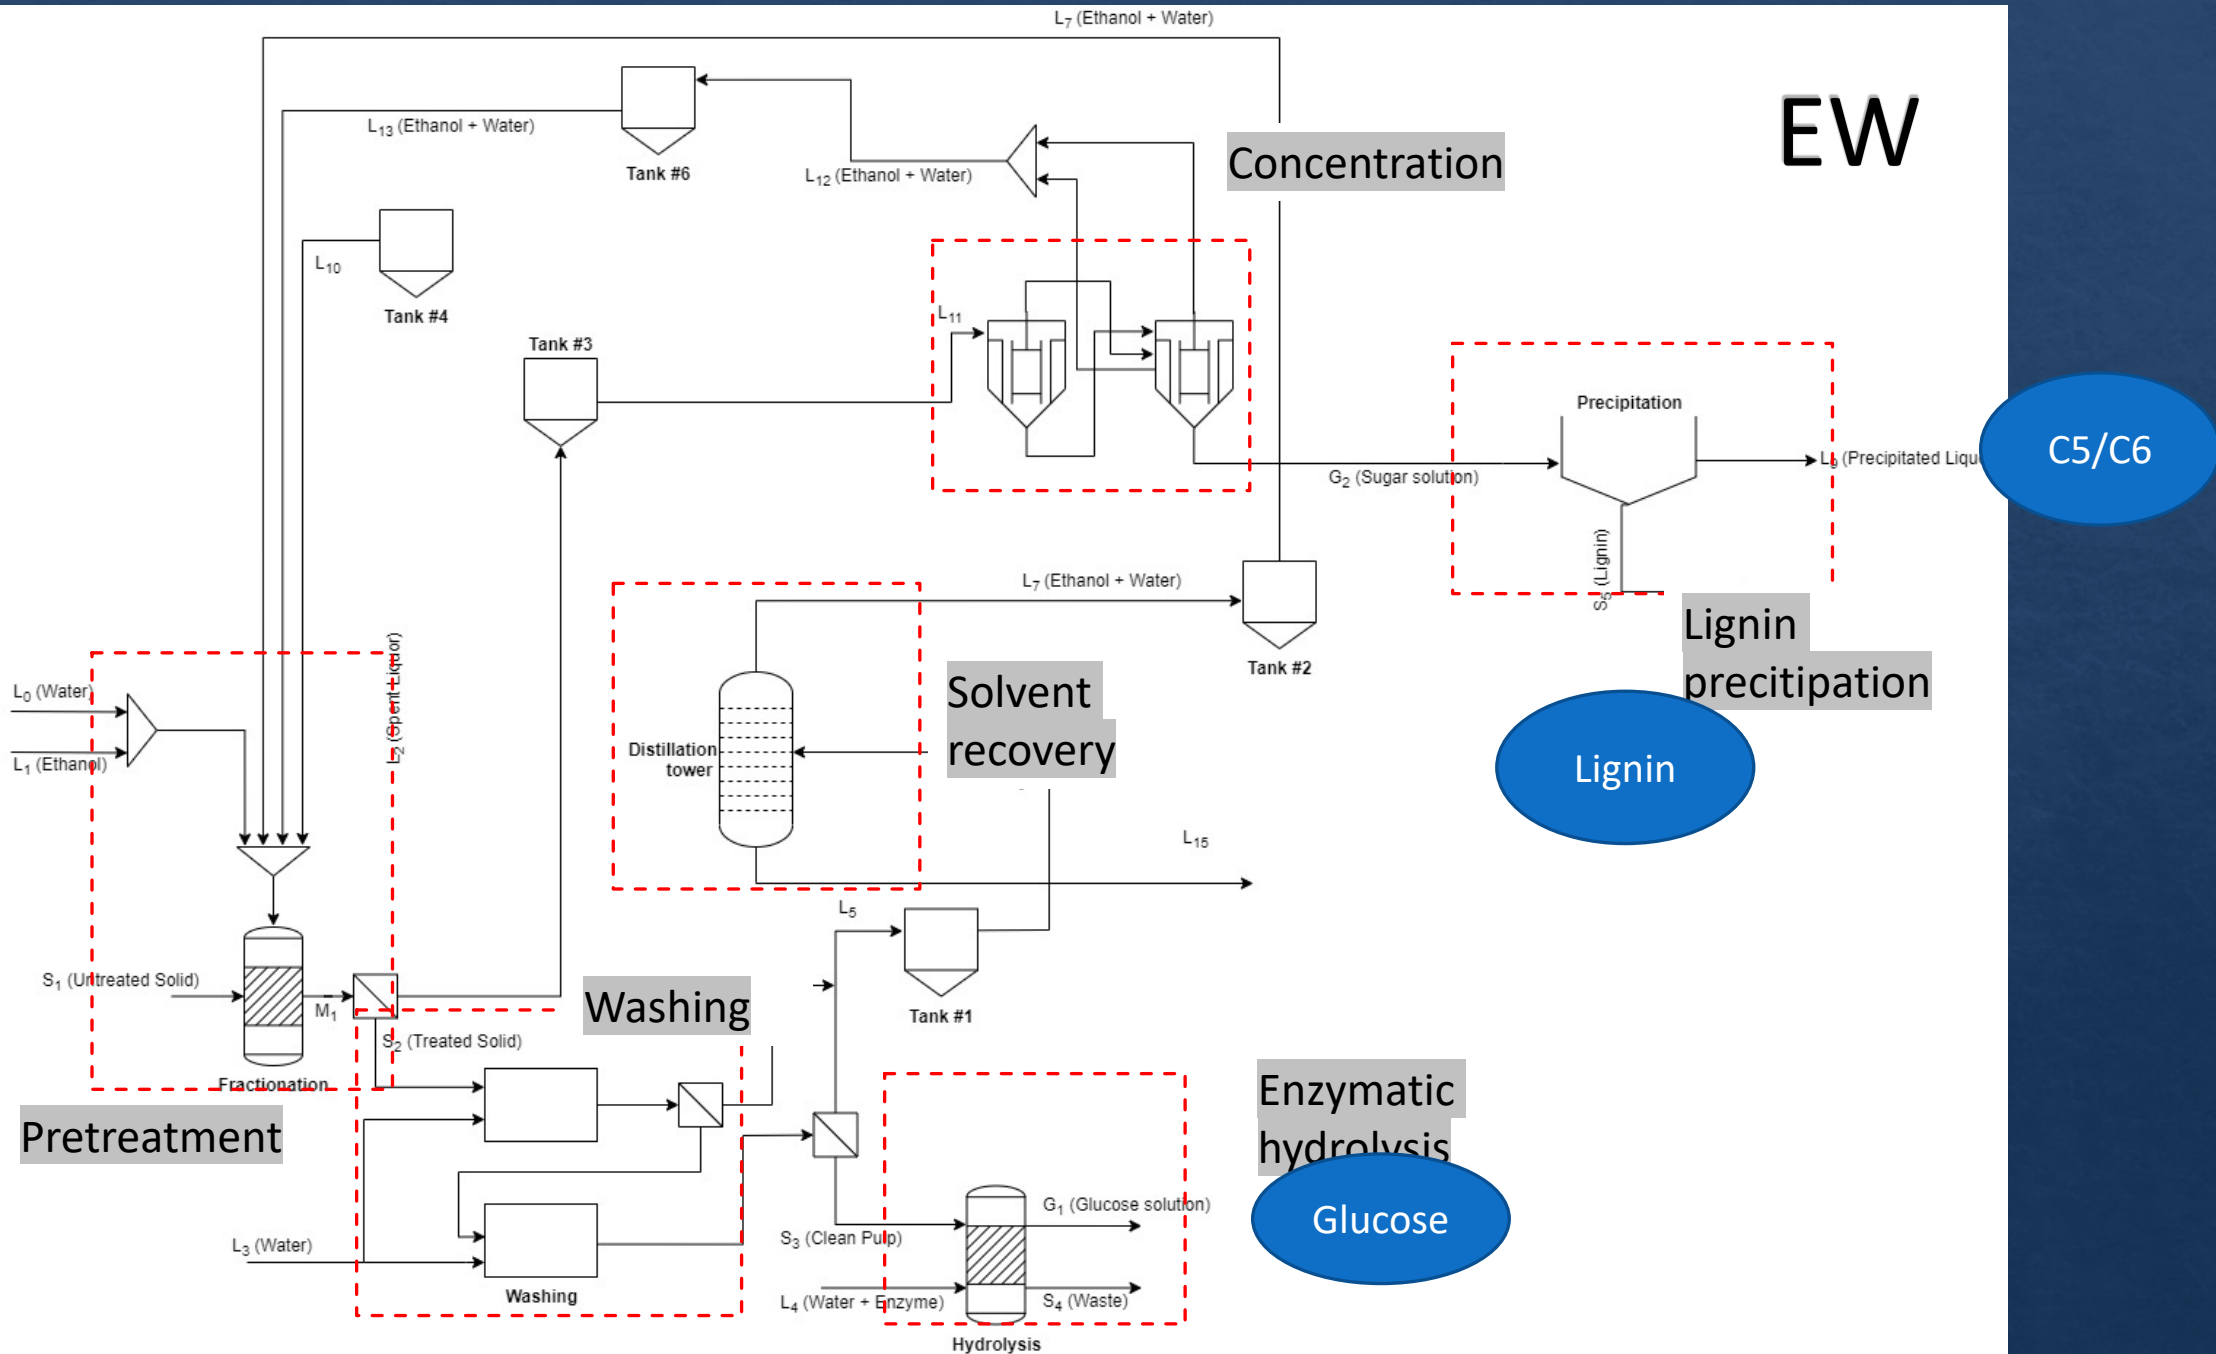 L7 (Ethanol + Water)
EW
L13 (Ethanol + Water)
Tank #6
L12 (Ethanol + Water)
Concentration
L10
Tank #4
L11
Tank #3
Precipitation
C5/C6
L9 (Precipitated Liqu
G2 (Sugar solution)
S5 (Lignin)
L7 (Ethanol + Water)
Tank #2
Lignin
precitipation
Lignin
L2 (Spent Liquor)
L0 (Water)
L1 (Ethanol)
Solvent
recovery
Distillation
tower
L15
L5
Tank #1
S1 (Untreated Solid)
M1
Fractionation
Washing
S2 (Treated Solid)
Pretreatment
Enzymatic
hydrolysis
Glucose
G1 (Glucose solution)
S3 (Clean Pulp)
L3 (Water)
Washing
L4 (Water + Enzyme)
S4 (Waste)
Hydrolysis